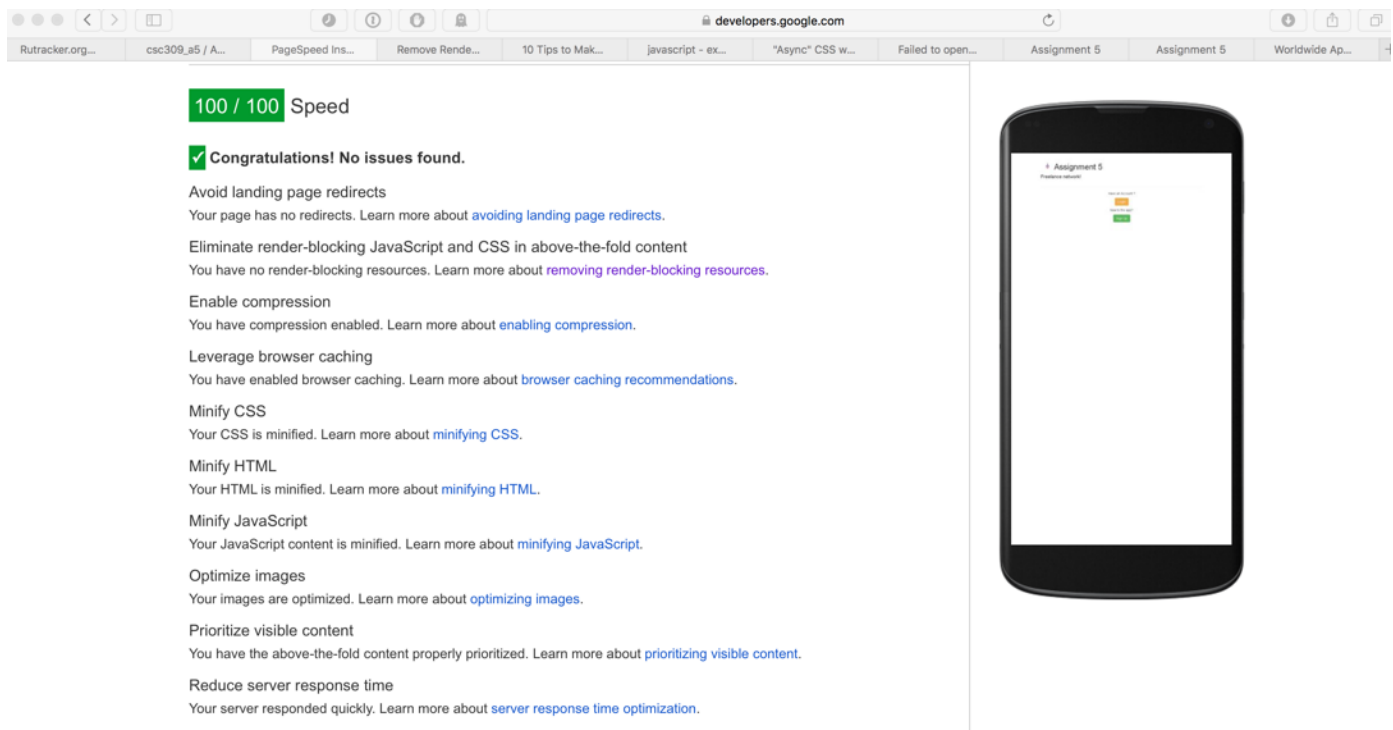 developers.google.com
Rutracker.org...
csc309_a5 / A...
PageSpeed Ins...
Remove Rende...
10 Tips to Mak...
javascript - ex...
"Async" CSS w...
Failed to open...
Assignment 5
Assignment 5
Worldwide Ap...
100 / 100 Speed
✓ Congratulations! No issues found.
Avoid landing page redirects
Your page has no redirects. Learn more about avoiding landing page redirects.
Eliminate render-blocking JavaScript and CSS in above-the-fold content
You have no render-blocking resources. Learn more about removing render-blocking resources.
Enable compression
You have compression enabled. Learn more about enabling compression.
Leverage browser caching
You have enabled browser caching. Learn more about browser caching recommendations.
Minify CSS
Your CSS is minified. Learn more about minifying CSS.
Minify HTML
Your HTML is minified. Learn more about minifying HTML.
Minify JavaScript
Your JavaScript content is minified. Learn more about minifying JavaScript.
Optimize images
Your images are optimized. Learn more about optimizing images.
Prioritize visible content
You have the above-the-fold content properly prioritized. Learn more about prioritizing visible content.
Reduce server response time
Your server responded quickly. Learn more about server response time optimization.
Assignment 5
Freelance network!